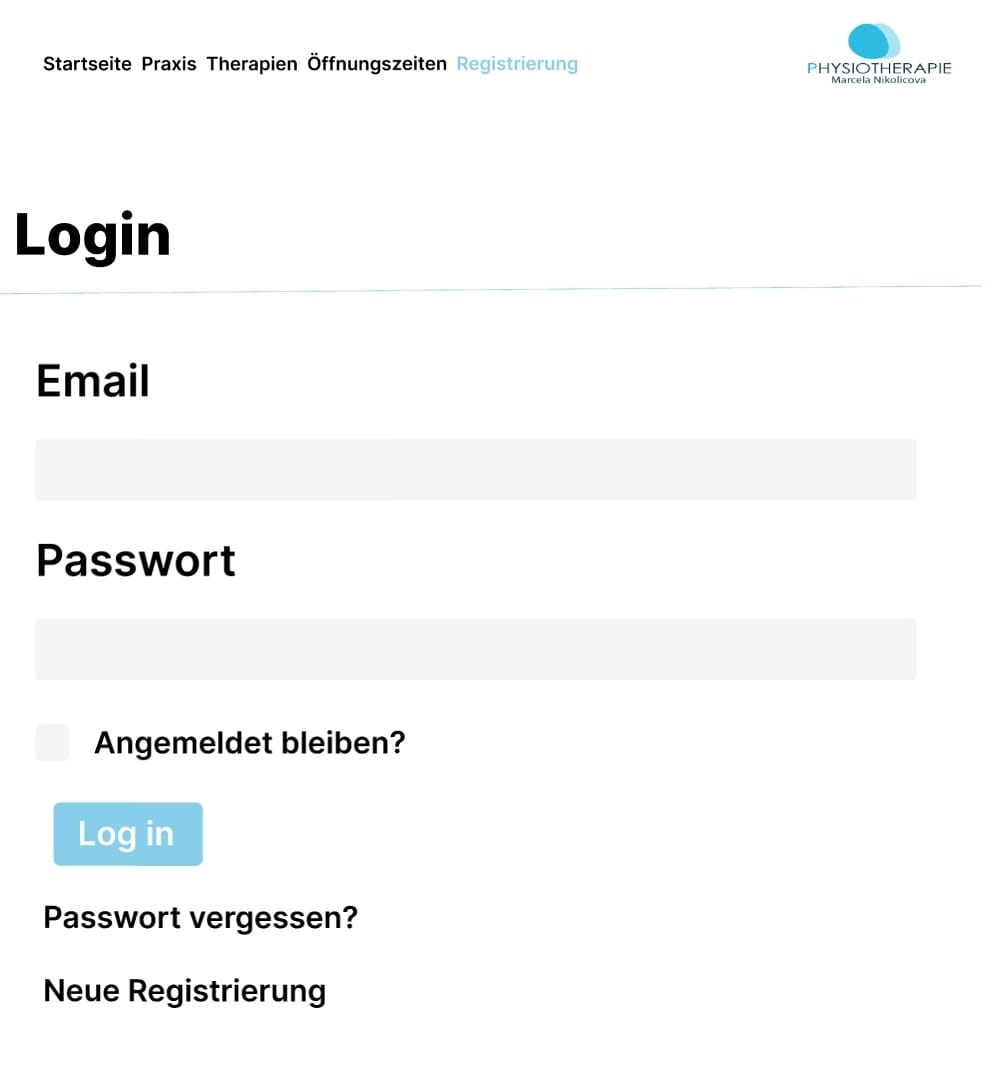 Startseite Praxis Therapien Öffnungszeiten Registrierung
PHYSIOTHERAPIE
Marcela Nikolicova
Login
Email
Passwort
Angemeldet bleiben?
Log in
Passwort vergessen?
Neue Registrierung